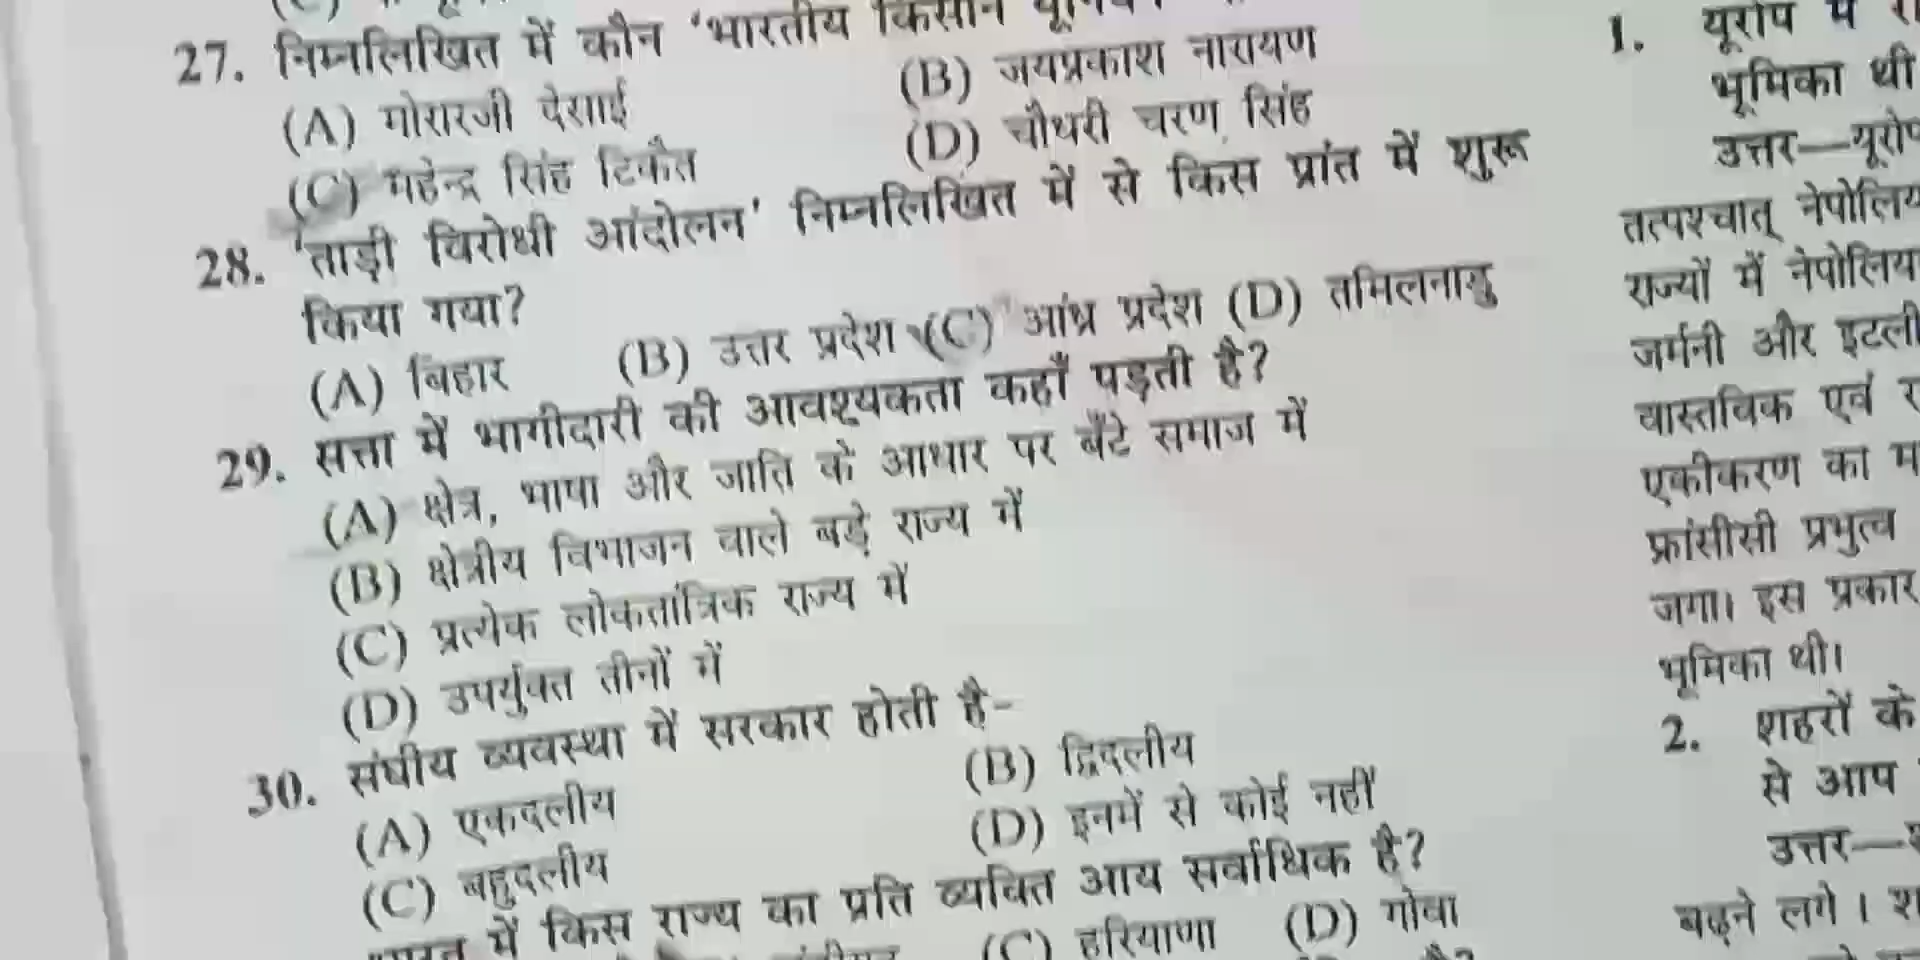 27. निम्नलिखित में कौन 'भारतीय किसान
(A) मोरारजी देसाई (B) जयप्रकाश नारायण
(C) महेन्द्र सिंह टिकैत (D) चौधरी चरण सिंह
28. 'ताड़ी विरोधी आंदोलन' निम्नलिखित में से किस प्रांत में शुरू
किया गया?
(A) बिहार (B) उत्तर प्रदेश (C) आंध्र प्रदेश (D) तमिलनाडु
29. सत्ता में भागीदारी की आवश्यकता कहाँ पड़ती है?
(A) क्षेत्र, भाषा और जाति के आधार पर बँटे समाज में
(B) क्षेत्रीय विभाजन वाले बड़े राज्य में
(C) प्रत्येक लोकतांत्रिक राज्य में
(D) उपर्युक्त तीनों में
30. संघीय व्यवस्था में सरकार होती है-
(A) एकदलीय (B) द्विदलीय
(C) बहुदलीय (D) इनमें से कोई नहीं
में किस राज्य का प्रति व्यक्ति आय सर्वाधिक है?
(C) हरियाणा (D) गोवा
1. यूरोप में
भूमिका थी
उत्तर—यूरोप
तत्पश्चात्
राज्यों में
जर्मनी और इटली
वास्तविक एवं
एकीकरण का
फ्रांसीसी प्रभुत्व
जगा। इस प्रकार
भूमिका थी।
2. शहरों के
से आप
उत्तर—
बढ़ने लगे ।